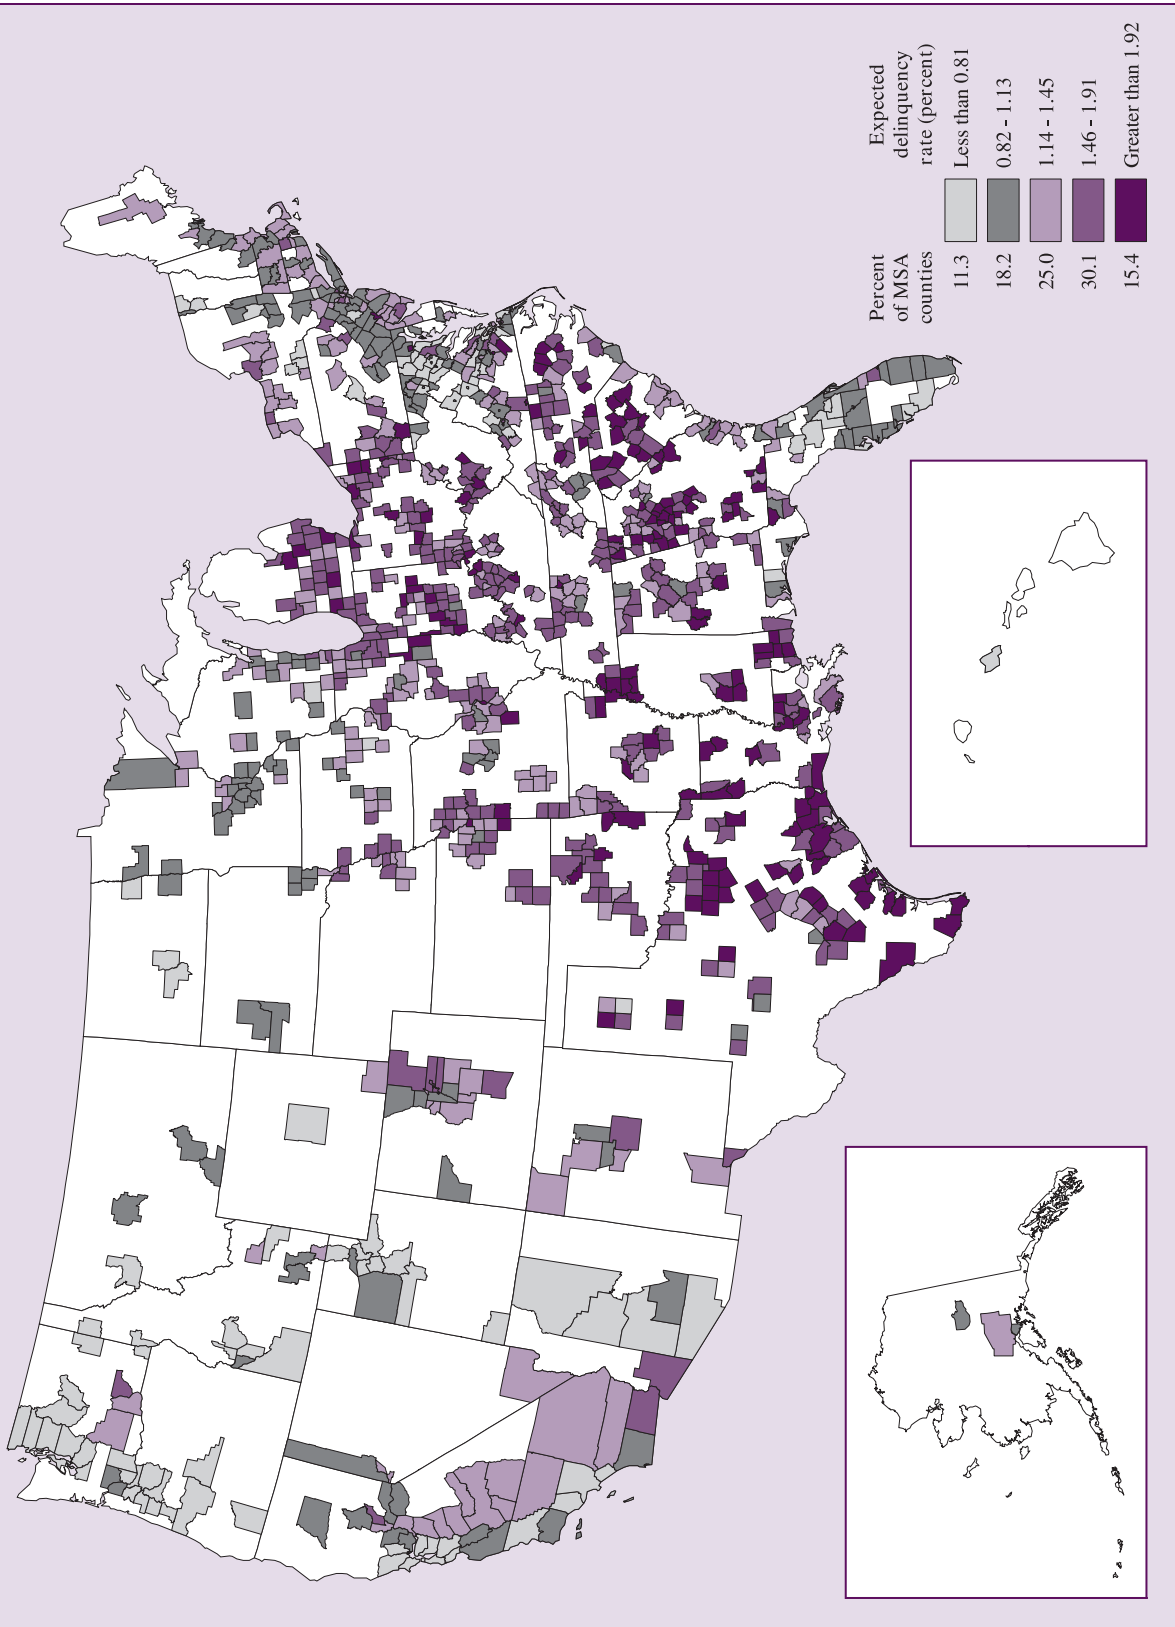 Percent
of MSA
counties
Expected
delinquency
rate (percent)
11.3 Less than 0.81
18.2 0.82 - 1.13
25.0 1.14 - 1.45
30.1 1.46 - 1.91
15.4 Greater than 1.92